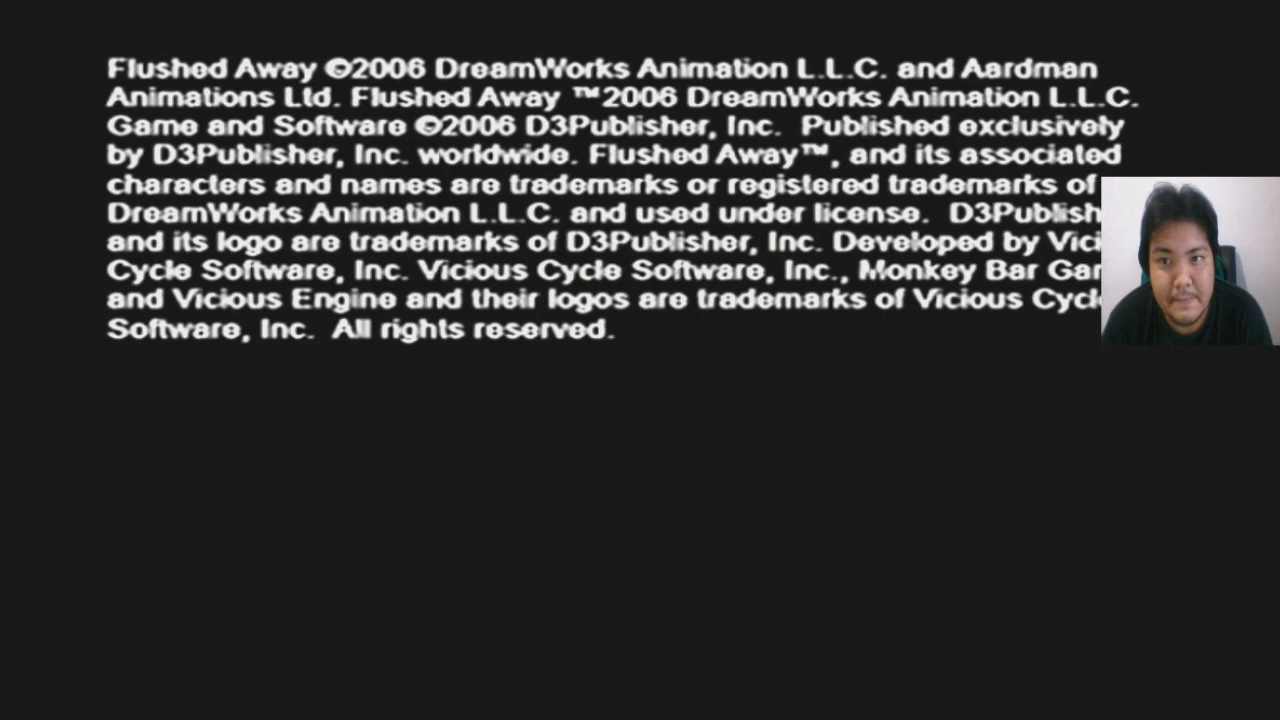 Flushed Away ©2006 DreamWorks Animation L.L.C. and Aardman
Animations Ltd. Flushed Away ™2006 DreamWorks Animation L.L.C.
Game and Software ©2006 D3Publisher, Inc.  Published exclusively
by D3Publisher, Inc. worldwide. Flushed Away™, and its associated
characters and names are trademarks or registered trademarks of
DreamWorks Animation L.L.C. and used under license.
and its logo are trademarks of D3Publisher, Inc. Developed by
Cycle Software, Inc. Vicious Cycle Software, Inc., Monkey Bar
and Vicious Engine and their logos are trademarks of Vicious
Software, Inc.  All rights reserved.